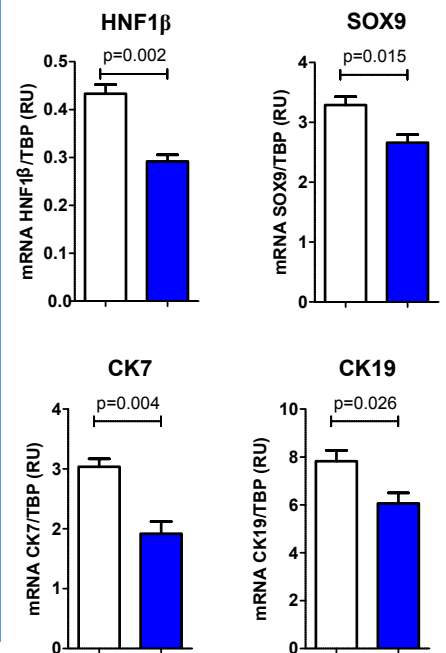 HNF1β
p=0.002
mRNA HNF1β/TBP (RU)
0.5
0.4
0.3
0.2
0.1
0.0
SOX9
p=0.015
mRNA SOX9/TBP (RU)
4
3
2
1
0
CK7
p=0.004
mRNA CK7/TBP (RU)
4
3
2
1
0
CK19
p=0.026
mRNA CK19/TBP (RU)
10
8
6
4
2
0